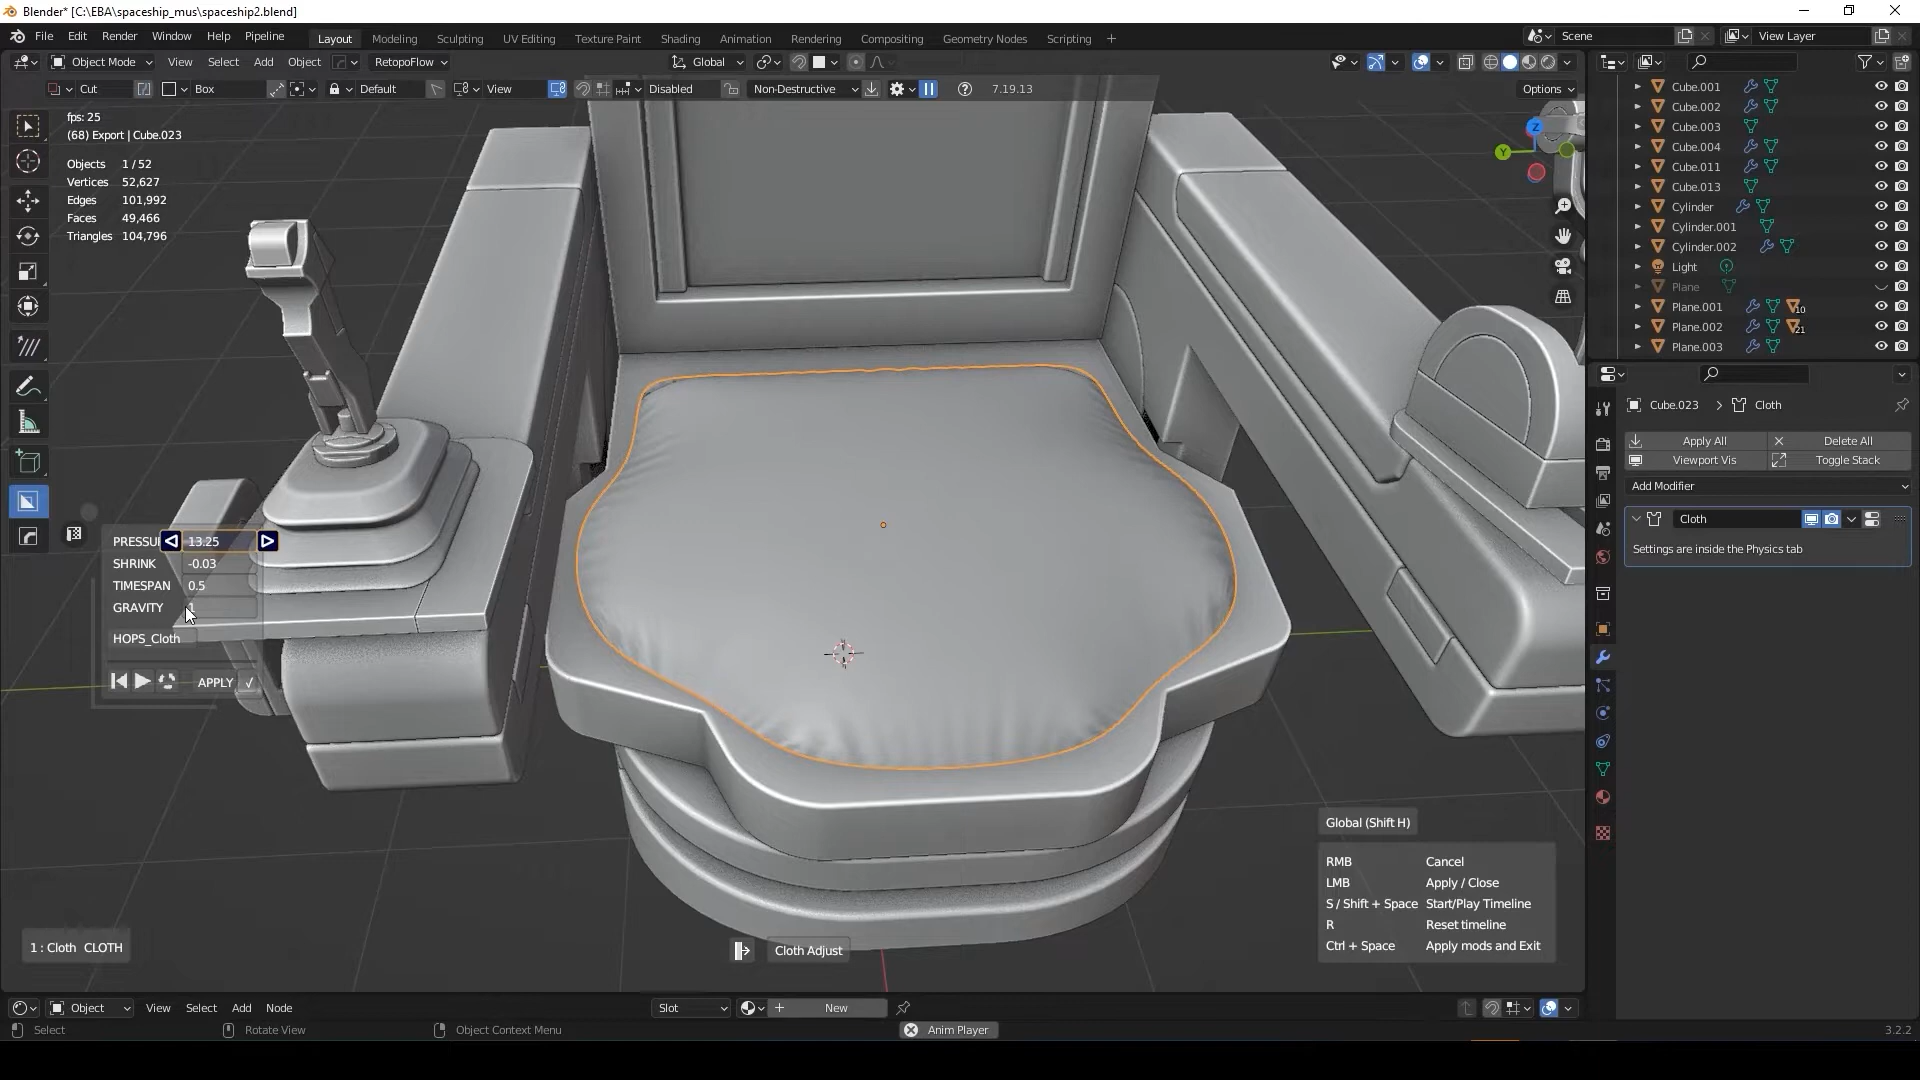 Blender* [C:\EBA\spaceship_mus\spaceship2.blend]
File Edit Render Window Help Pipeline Layout Modeling Sculpting UV Editing Texture Paint Shading Animation Rendering Compositing Geometry Nodes Scripting + Scene View Layer
Object Mode View Select Add Object RetopoFlow Global
Cut Box Default View Disabled Non-Destructive 7.19.13 Options
fps: 25
(68) Export | Cube.023
Objects 1 / 52
Vertices 52,627
Edges 101,992
Faces 49,466
Triangles 104,796
Z
Y
Cube.001
Cube.002
Cube.003
Cube.004
Cube.011
Cube.013
Cylinder
Cylinder.001
Cylinder.002
Light
Plane
Plane.001 10
Plane.002 21
Plane.003
Cube.023 > Cloth
Apply All Delete All
Viewport Vis Toggle Stack
Add Modifier
Cloth
Settings are inside the Physics tab
PRESSU 13.25
SHRINK -0.03
TIMESPAN 0.5
GRAVITY 1
HOPS_Cloth
APPLY √
Global (Shift H)
RMB Cancel
LMB Apply / Close
S / Shift + Space Start/Play Timeline
R Reset timeline
Ctrl + Space Apply mods and Exit
1 : Cloth CLOTH
Cloth Adjust
Object View Select Add Node Slot + New
Select Rotate View Object Context Menu Anim Player 3.2.2